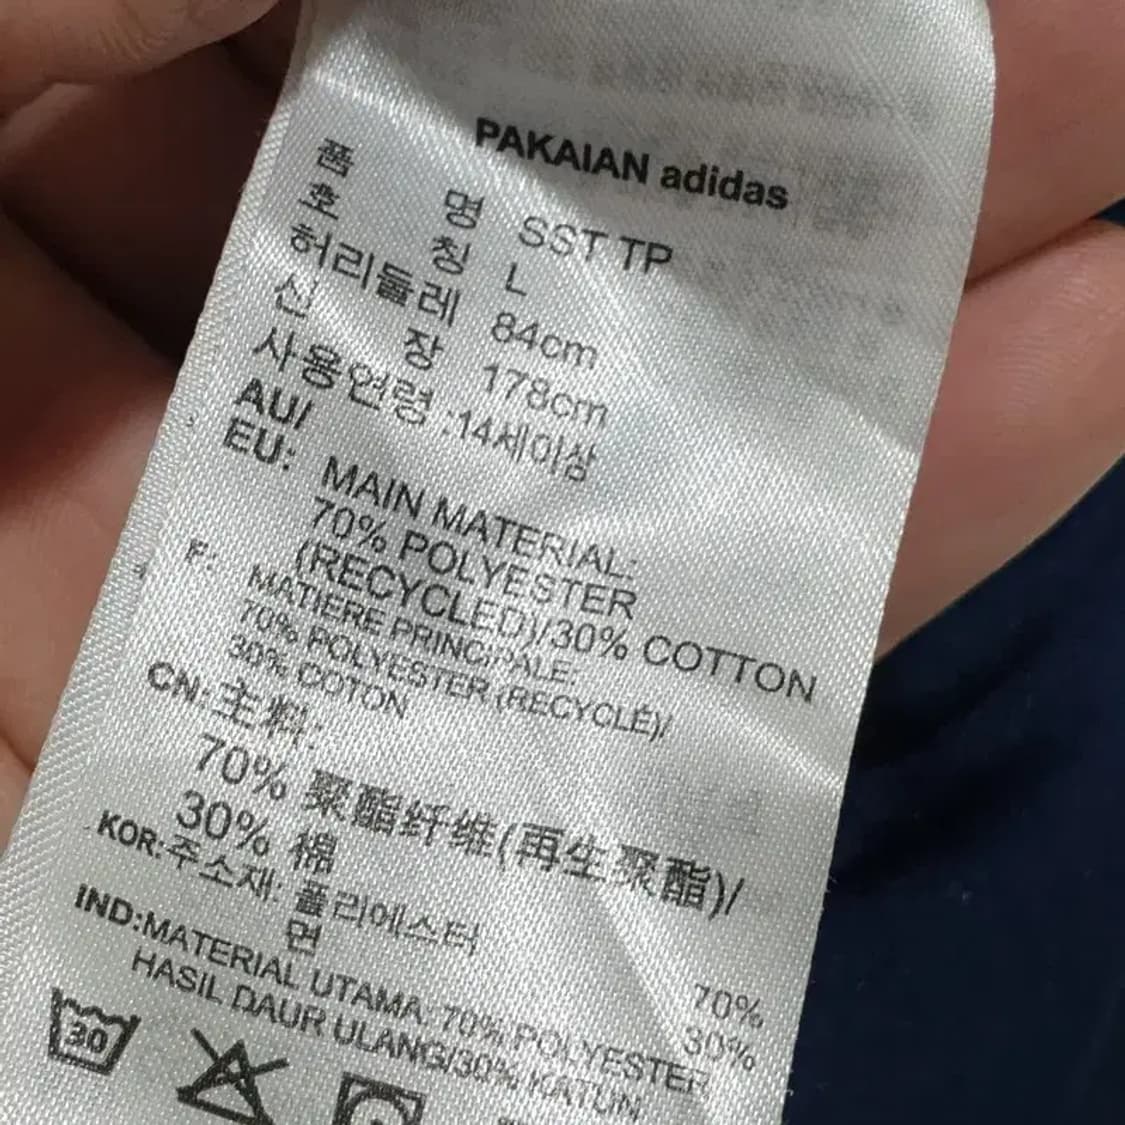 PAKAIAN adidas
품 명 SST TP
호 칭 L
허리둘레 84cm
신 장 178cm
사용연령 :14세이상
AU/
EU: MAIN MATERIAL:
70% POLYESTER
(RECYCLED)/30% COTTON
F: MATIERE PRINCIPALE:
70% POLYESTER (RECYCLÉ)/
30% COTON
CN:主料:
70% 聚酯纤维(再生聚酯)/
30% 棉
KOR:주소재: 폴리에스터 70%
면 30%
IND:MATERIAL UTAMA: 70% POLYESTER
HASIL DAUR ULANG/30% KATUN
30